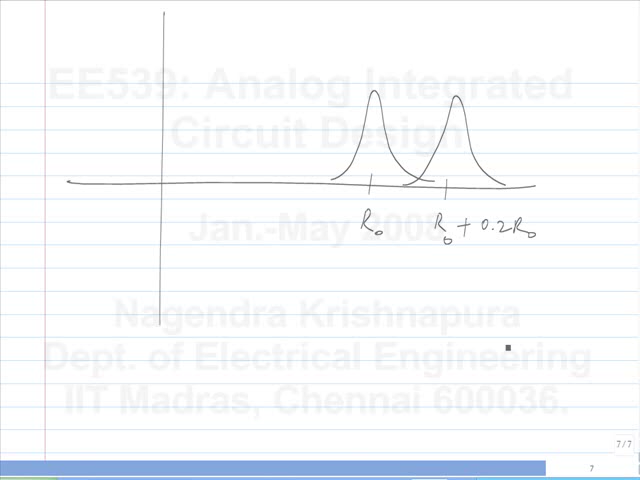 EE539: Analog Integrated
Circuit Design
R₀ R₀ + 0.2R₀
Jan.-May 2008
Nagendra Krishnapura
Dept. of Electrical Engineering
IIT Madras, Chennai 600036.
7 / 7
7